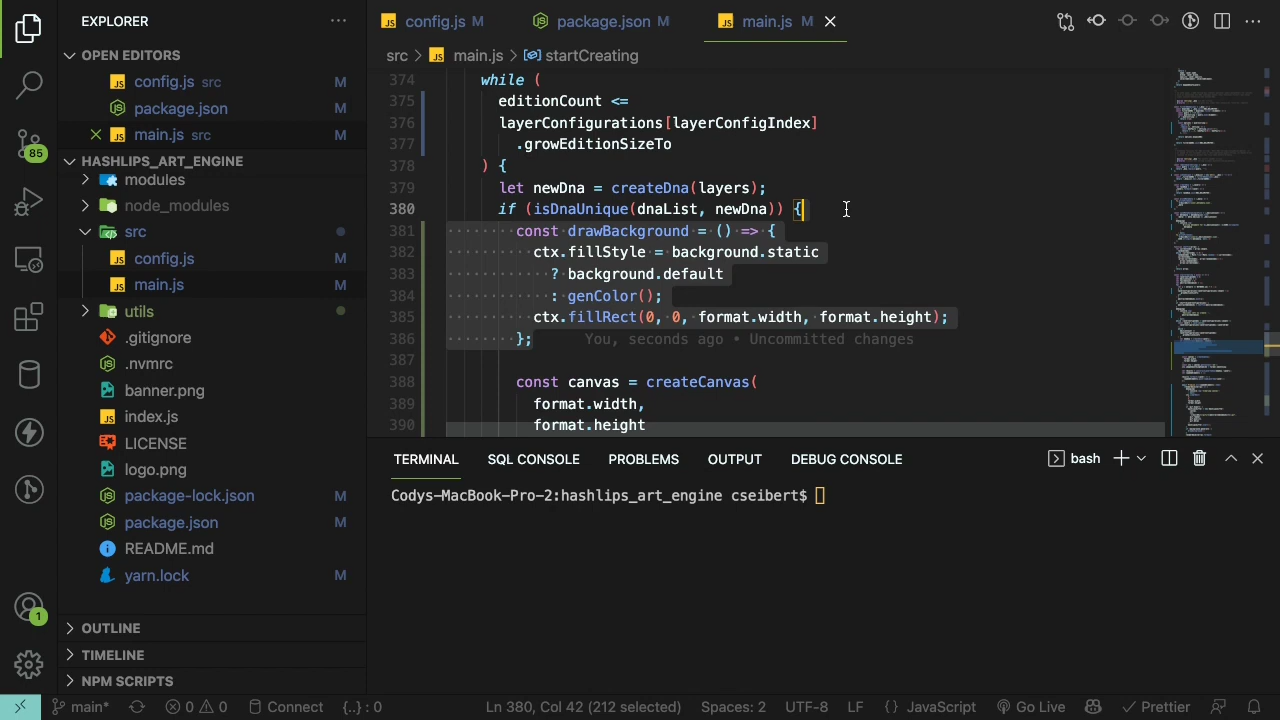 EXPLORER
OPEN EDITORS
config.js src M
package.json M
main.js src M
HASHLIPS_ART_ENGINE
modules
node_modules
src
config.js M
main.js M
utils
.gitignore
.nvmrc
banner.png
index.js
LICENSE
logo.png
package-lock.json M
package.json M
README.md
yarn.lock M
OUTLINE
TIMELINE
NPM SCRIPTS
85
1
config.js M
package.json M
main.js M
src > main.js > startCreating
374 while (
375 editionCount <=
376 yerConfigurations[layerConfigIndex]
377 .growEditionSizeTo
378 ) {
379 t newDna = createDna(layers);
380 (isDnaUnique(dnaList, newDna)) {
381 const drawBackground = () => {
382 ctx.fillStyle = background.static
383 ? background.default
384 : genColor();
385 ctx.fillRect(0, 0, format.width, format.height);
386 }; You, seconds ago • committed changes
387
388 const s = createCanvas(
389 format.width,
390 format.height
TERMINAL SQL CONSOLE PROBLEMS OUTPUT DEBUG CONSOLE bash
Codys-MacBook-Pro-2:hashlips_art_engine cseibert$
main* 0 0 Connect {..} : 0 Ln 380, Col 42 (212 selected) Spaces: 2 UTF-8 LF {} JavaScript Go Live Prettier